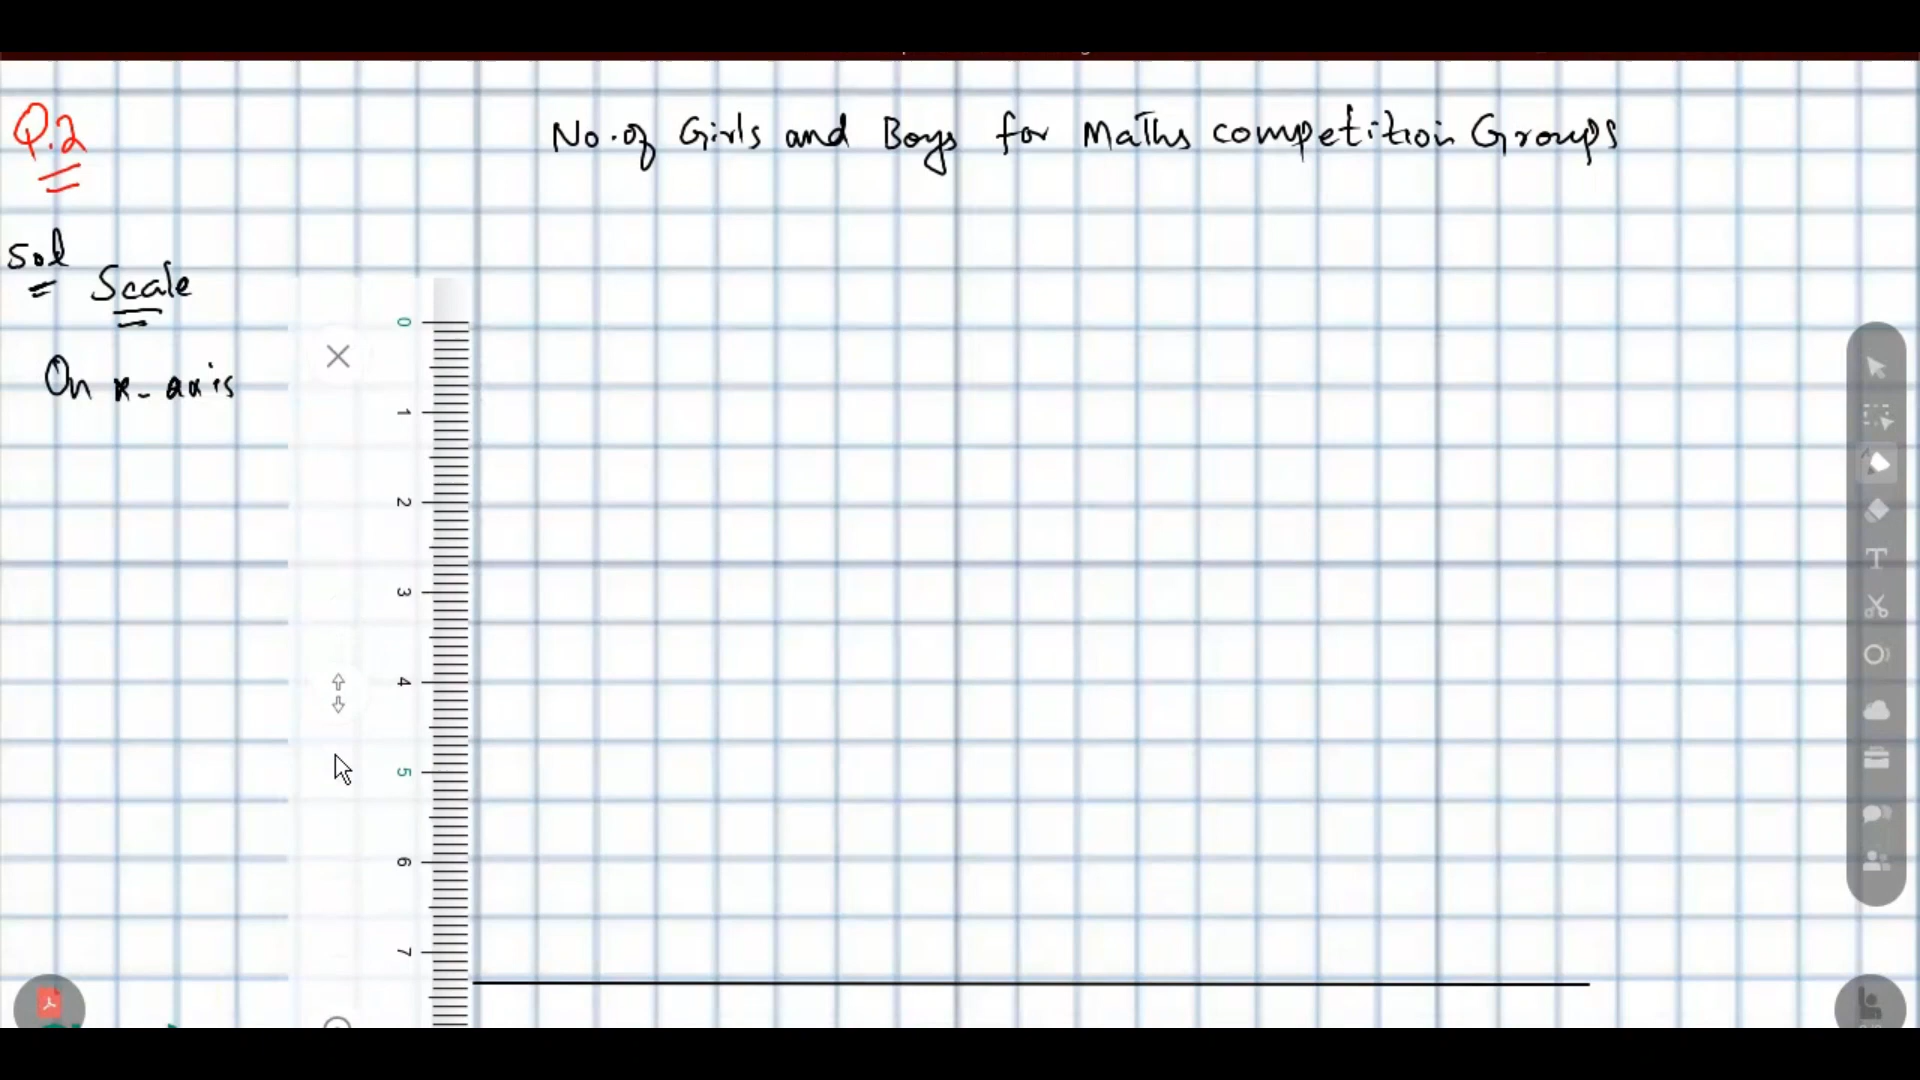 Q.2
No. of Girls and Boys for Maths competition Groups
Sol
Scale
On x-axis
0
1
2
3
4
5
6
7
T